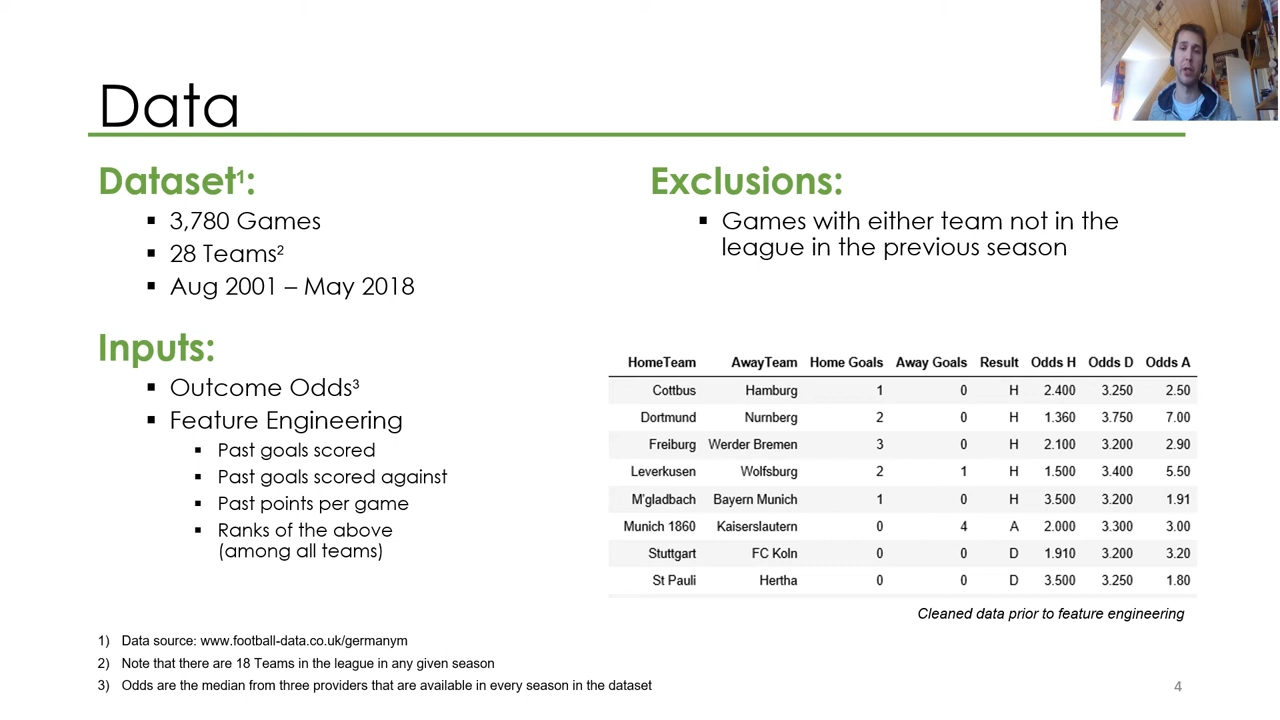 Data
Dataset¹:
▪ 3,780 Games
▪ 28 Teams²
▪ Aug 2001 – May 2018
Inputs:
▪ Outcome Odds³
▪ Feature Engineering
▪ Past goals scored
▪ Past goals scored against
▪ Past points per game
▪ Ranks of the above
(among all teams)
Exclusions:
▪ Games with either team not in the
league in the previous season
HomeTeam AwayTeam Home Goals Away Goals Result Odds H Odds D Odds A
Cottbus Hamburg 1 0 H 2.400 3.250 2.50
Dortmund Nurnberg 2 0 H 1.360 3.750 7.00
Freiburg Werder Bremen 3 0 H 2.100 3.200 2.90
Leverkusen Wolfsburg 2 1 H 1.500 3.400 5.50
M'gladbach Bayern Munich 1 0 H 3.500 3.200 1.91
Munich 1860 Kaiserslautern 0 4 A 2.000 3.300 3.00
Stuttgart FC Koln 0 0 D 1.910 3.200 3.20
St Pauli Hertha 0 0 D 3.500 3.250 1.80
Cleaned data prior to feature engineering
1) Data source: www.football-data.co.uk/germanym
2) Note that there are 18 Teams in the league in any given season
3) Odds are the median from three providers that are available in every season in the dataset
4